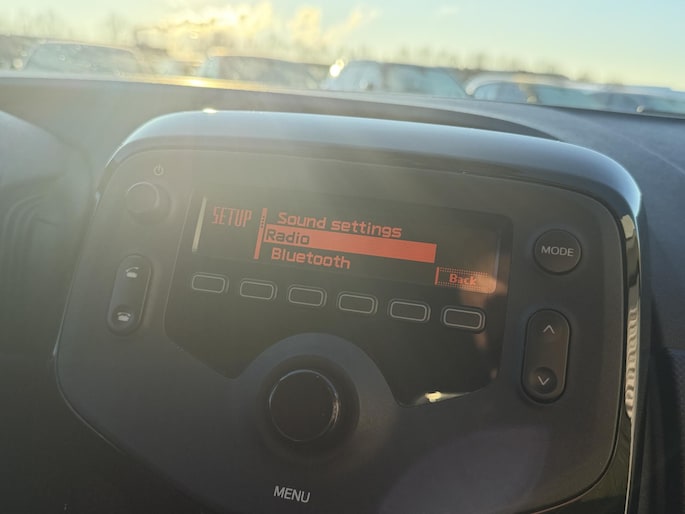 SETUP
Sound settings
Radio
Bluetooth
Back
MODE
MENU